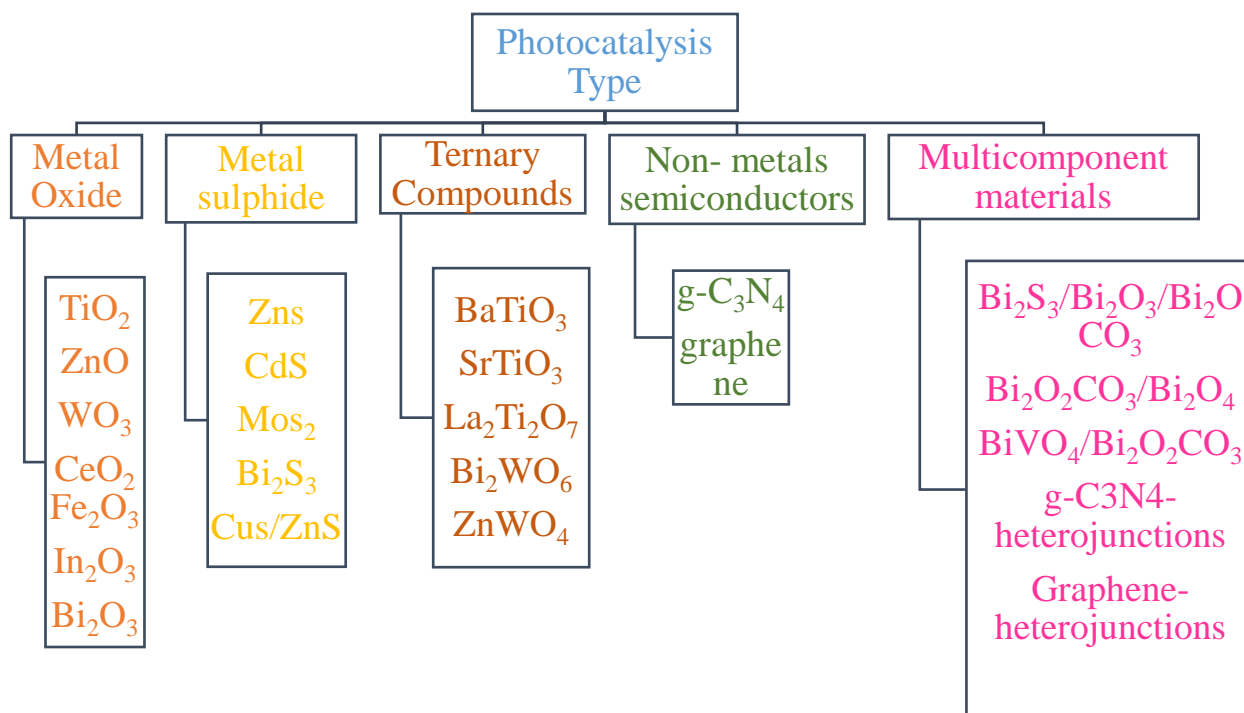 Photocatalysis
Type
Metal
Oxide
Metal
sulphide
Ternary
Compounds
Non- metals
semiconductors
Multicomponent
materials
TiO₂
ZnO
WO₃
CeO₂
Fe₂O₃
In₂O₃
Bi₂O₃
Zns
CdS
Mos₂
Bi₂S₃
Cus/ZnS
BaTiO₃
SrTiO₃
La₂Ti₂O₇
Bi₂WO₆
ZnWO₄
g-C₃N₄
graphe
ne
Bi₂S₃/Bi₂O₃/Bi₂O
CO₃
Bi₂O₂CO₃/Bi₂O₄
BiVO₄/Bi₂O₂CO₃
g-C3N4-
heterojunctions
Graphene-
heterojunctions